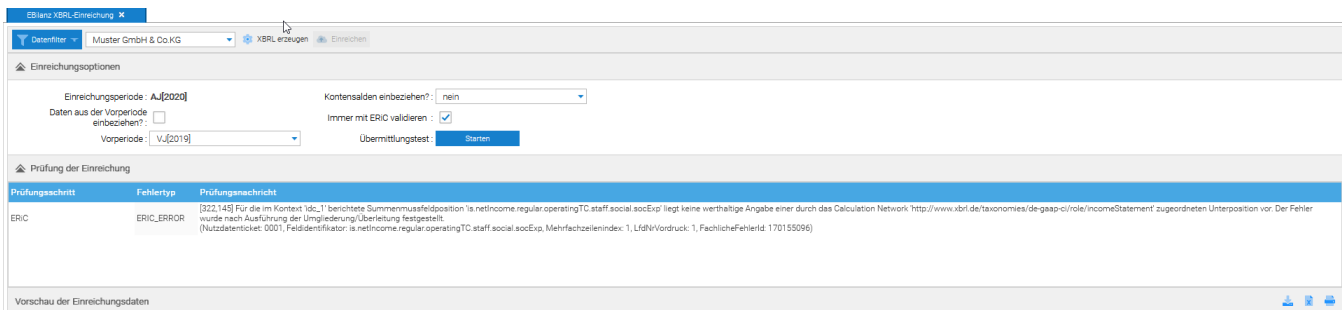 EBilanz XBRL-Einreichung ✖
Datenfilter Muster GmbH & Co.KG XBRL erzeugen Einreichen
Einreichungsoptionen
Einreichungsperiode : AJ[2020] Kontensalden einbeziehen? : nein
Daten aus der Vorperiode
einbeziehen? : Immer mit ERiC validieren :
Vorperiode : VJ[2019] Übermittlungstest : Starten
Prüfung der Einreichung
Prüfungsschritt Fehlertyp Prüfungsnachricht
[322,145] Für die im Kontext 'idc_1' berichtete Summenmussfeldposition 'is.netIncome.regular.operatingTC.staff.social.socExp' liegt keine werthaltige Angabe einer durch das Calculation Network 'http://www.xbrl.de/taxonomies/de-gaap-ci/role/incomeStatement' zugeordneten Unterposition vor. Der Fehler
ERiC ERIC_ERROR wurde nach Ausführung der Umgliederung/Überleitung festgestellt.
(Nutzdatenticket: 0001, Feldidentifikator: is.netIncome.regular.operatingTC.staff.social.socExp, Mehrfachzeilenindex: 1, LfdNrVordruck: 1, FachlicheFehlerId: 170155096)
Vorschau der Einreichungsdaten